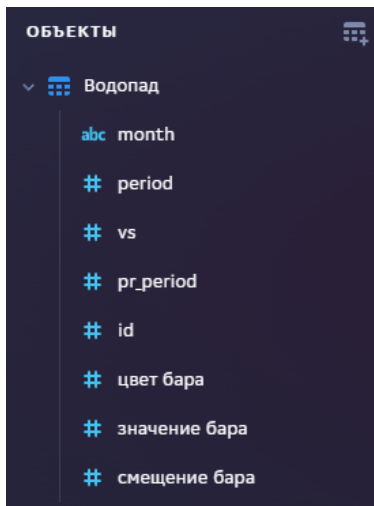 ОБЪЕКТЫ
Водопад
abc month
# period
# vs
# pr_period
# id
# цвет бара
# значение бара
# смещение бара